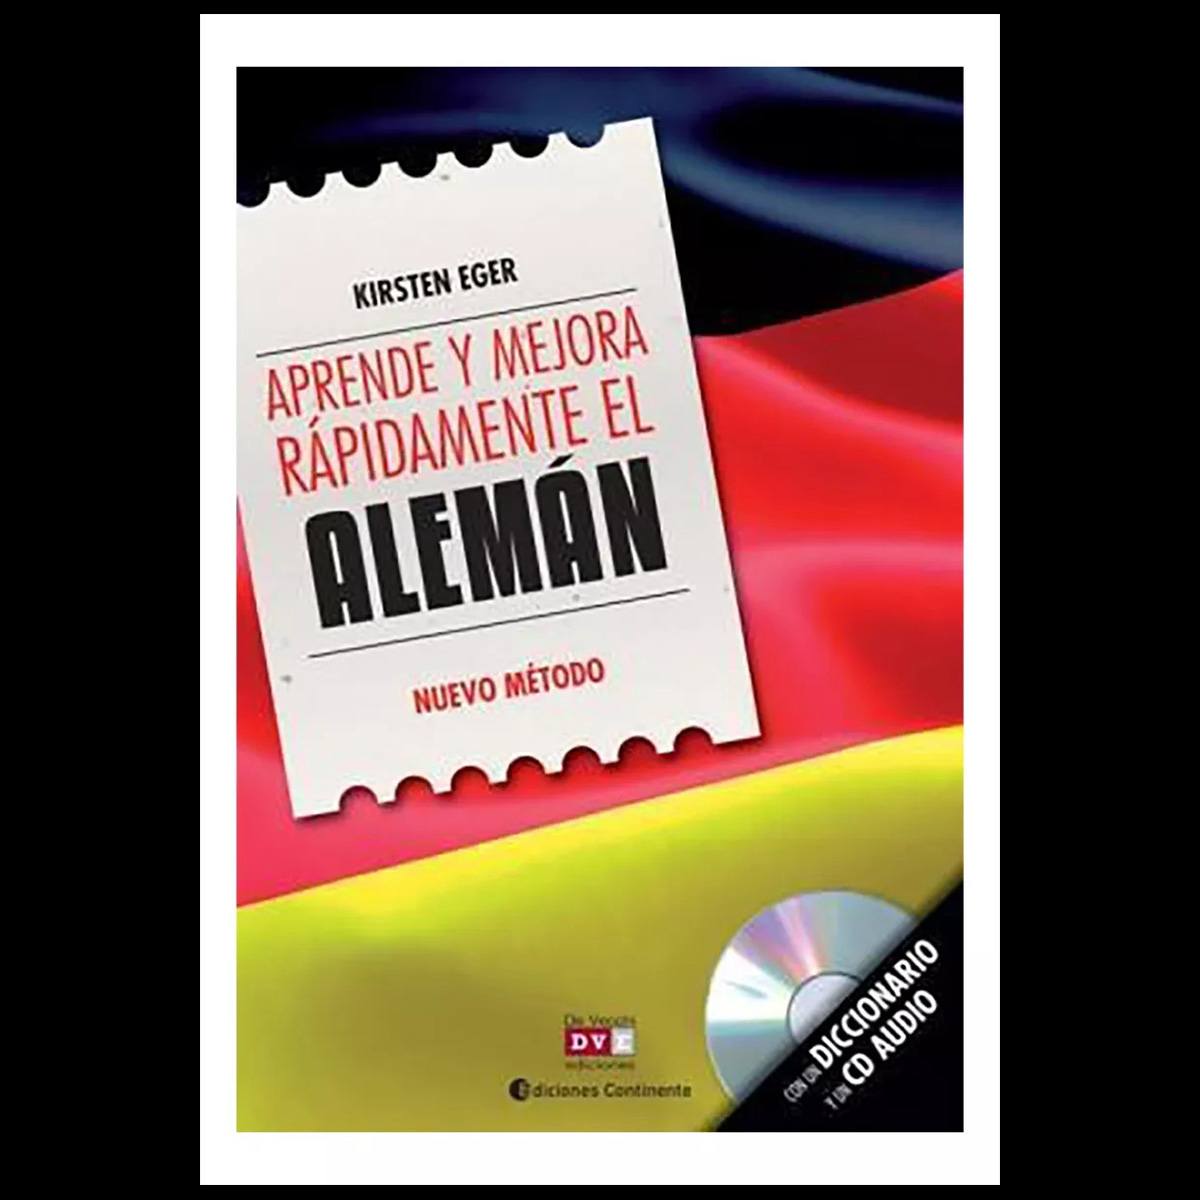 KIRSTEN EGER
APRENDE Y MEJORA
RÁPIDAMENTE EL
ALEMÁN
NUEVO MÉTODO
CON UN DICCIONARIO
Y UN CD AUDIO
De Vecchi
DVE
ediciones
Ediciones Continente